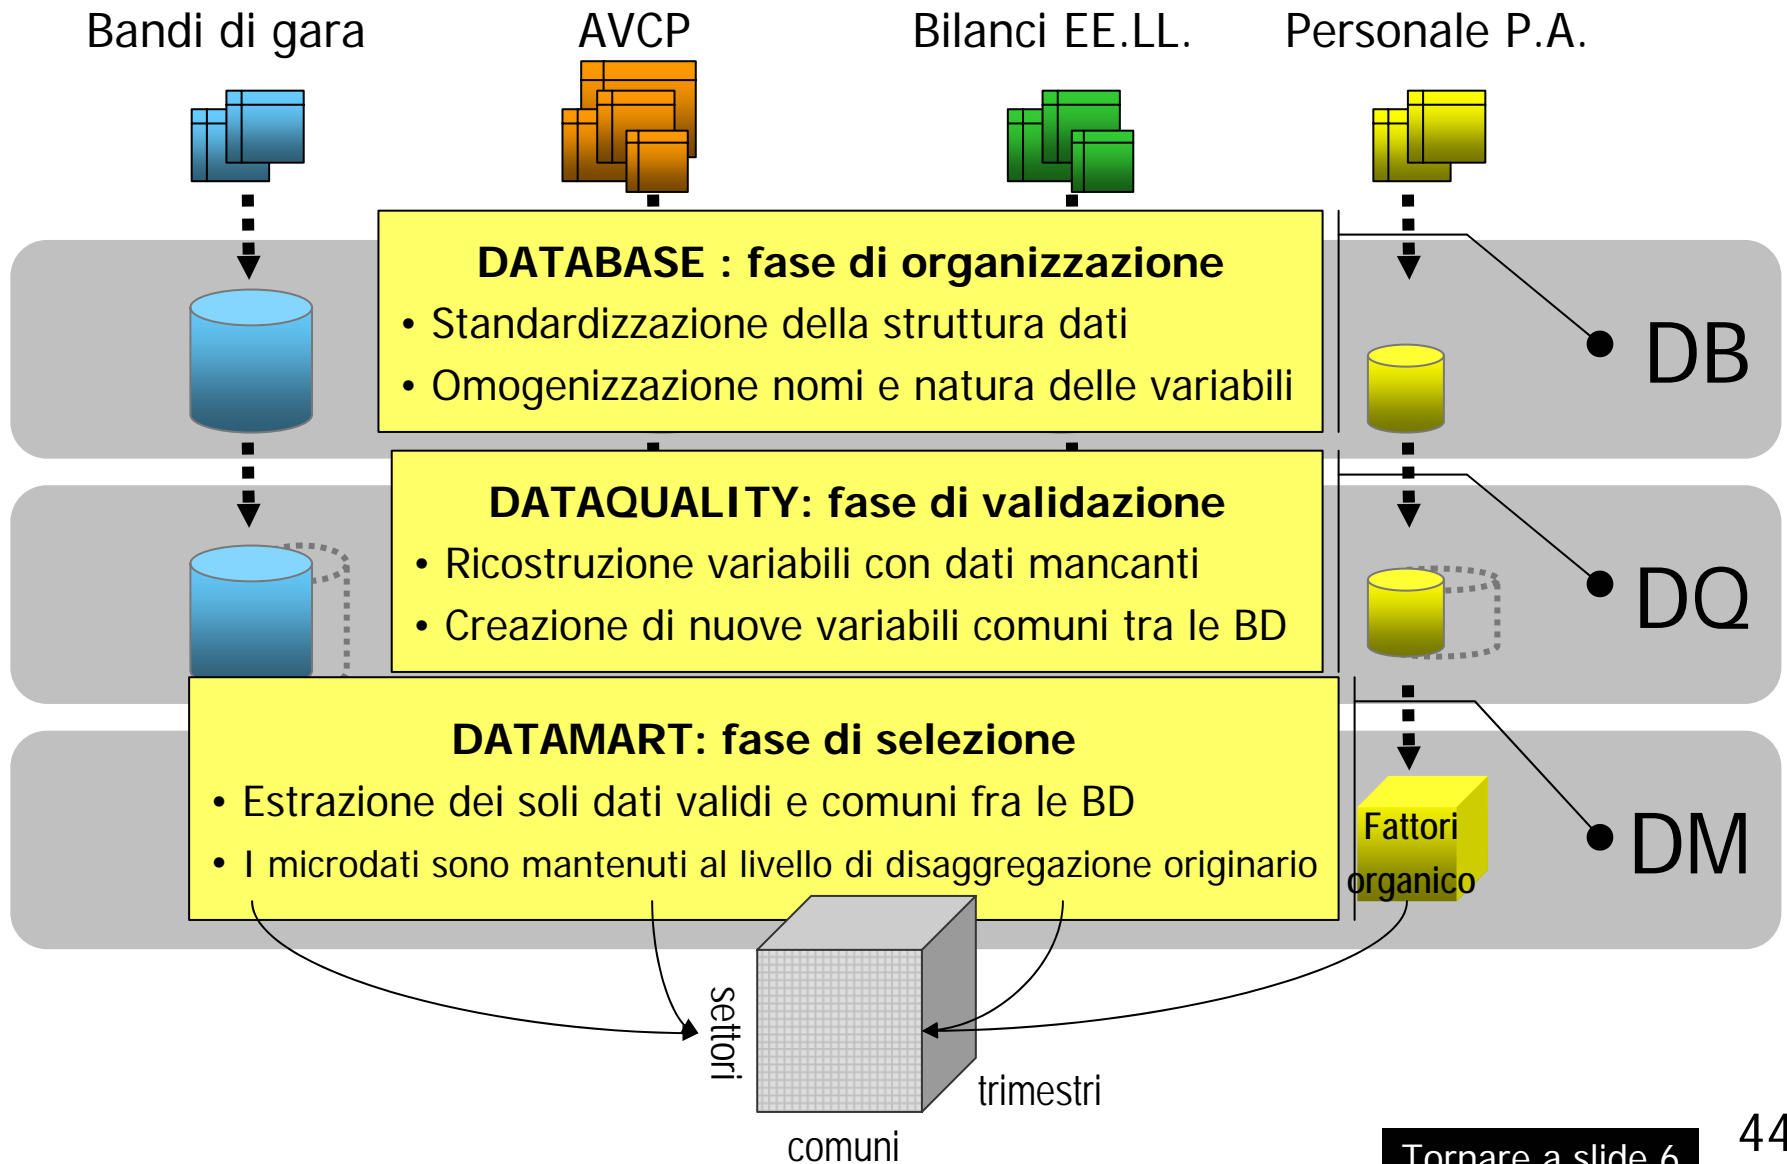 Bandi di gara
AVCP
Bilanci EE.LL.
Personale P.A.
DATABASE : fase di organizzazione
• Standardizzazione della struttura dati
• Omogenizzazione nomi e natura delle variabili
DB
DATAQUALITY: fase di validazione
• Ricostruzione variabili con dati mancanti
• Creazione di nuove variabili comuni tra le BD
DQ
DATAMART: fase di selezione
• Estrazione dei soli dati validi e comuni fra le BD
• I microdati sono mantenuti al livello di disaggregazione originario
Fattori
organico
DM
settori
trimestri
comuni
Tornare a slide 6
44